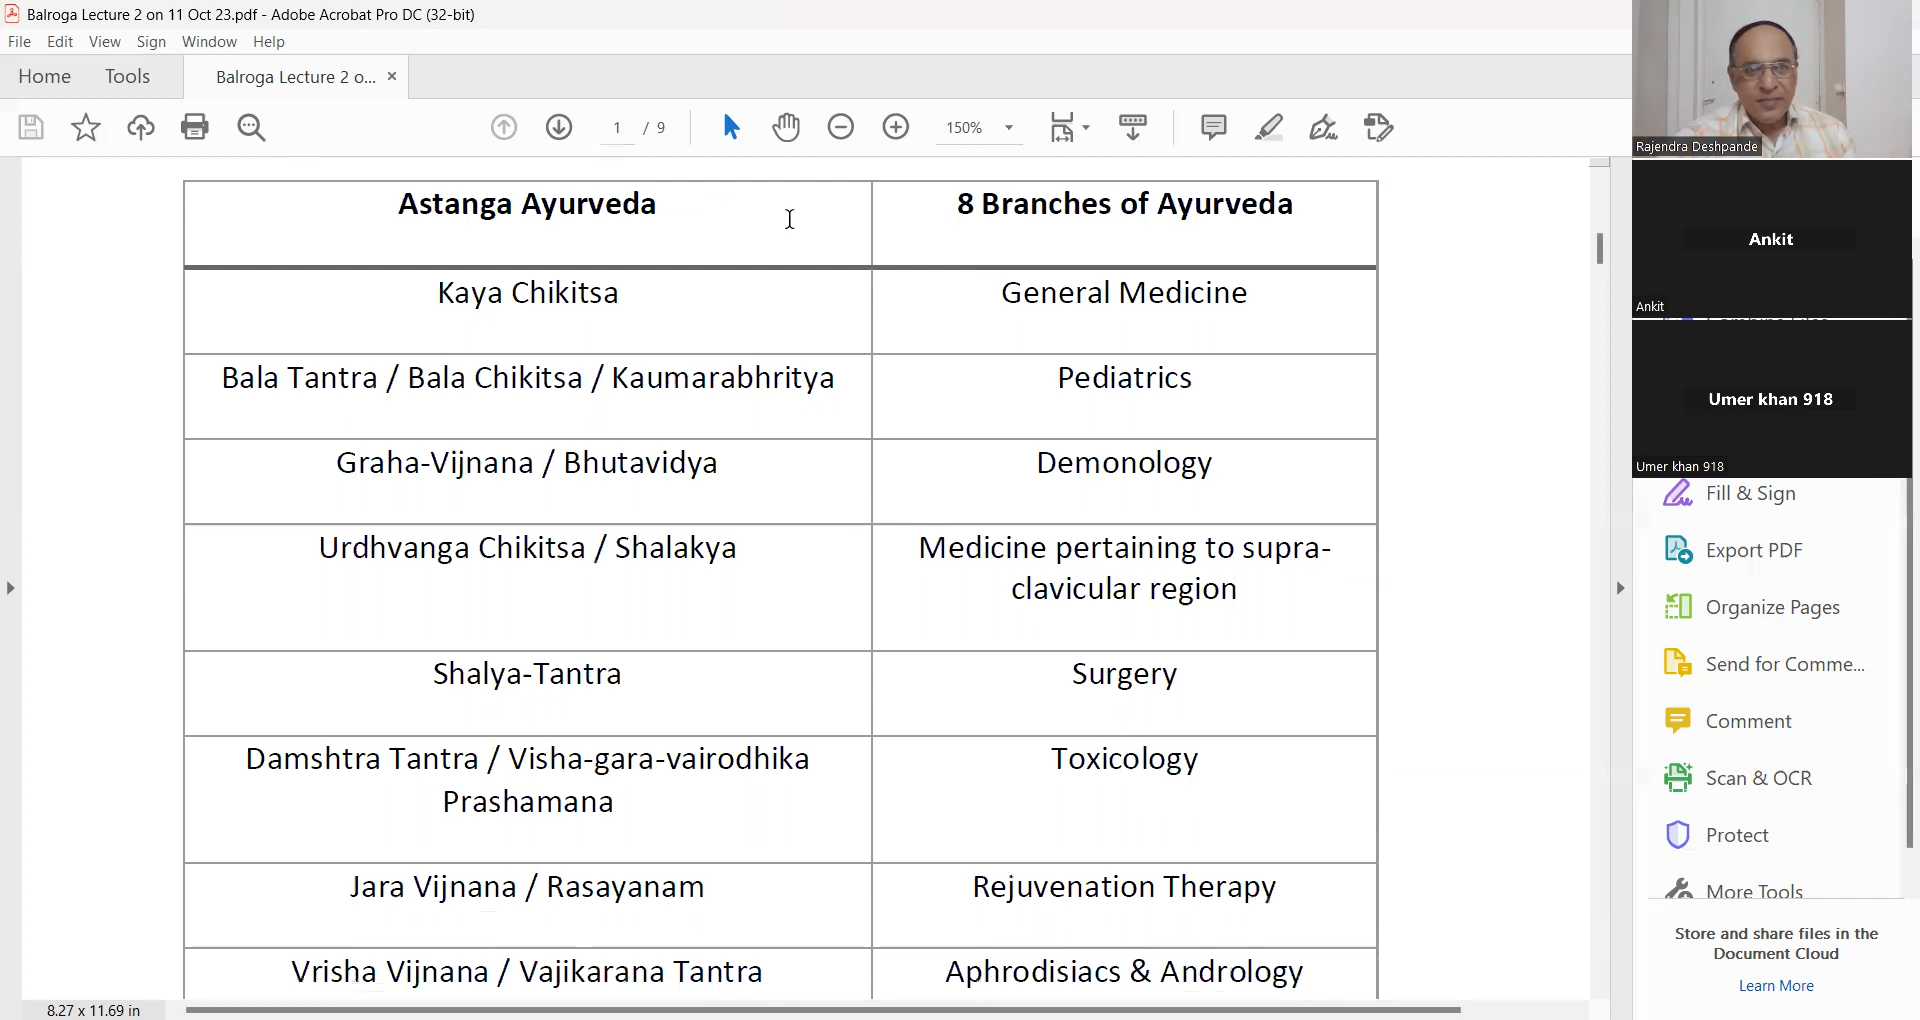 Balroga Lecture 2 on 11 Oct 23.pdf - Adobe Acrobat Pro DC (32-bit)
File Edit View Sign Window Help
Home Tools Balroga Lecture 2 o... ×
1 / 9 150%
Astanga Ayurveda 8 Branches of Ayurveda
Kaya Chikitsa General Medicine
Bala Tantra / Bala Chikitsa / Kaumarabhritya Pediatrics
Graha-Vijnana / Bhutavidya Demonology
Urdhvanga Chikitsa / Shalakya Medicine pertaining to supra-
clavicular region
Shalya-Tantra Surgery
Damshtra Tantra / Visha-gara-vairodhika Toxicology
Prashamana
Jara Vijnana / Rasayanam Rejuvenation Therapy
Vrisha Vijnana / Vajikarana Tantra Aphrodisiacs & Andrology
8.27 x 11.69 in
Rajendra Deshpande
Ankit
Ankit
Umer khan 918
Umer khan 918
Fill & Sign
Export PDF
Organize Pages
Send for Comme...
Comment
Scan & OCR
Protect
More Tools
Store and share files in the
Document Cloud
Learn More